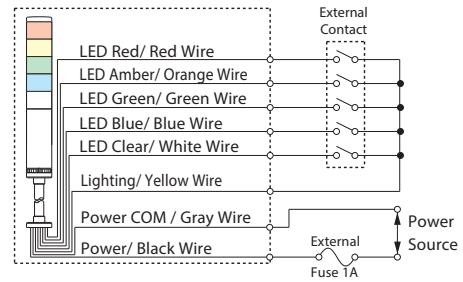 External
Contact
LED Red/ Red Wire
LED Amber/ Orange Wire
LED Green/ Green Wire
LED Blue/ Blue Wire
LED Clear/ White Wire
Lighting/ Yellow Wire
Power COM / Gray Wire
Power/ Black Wire
External
Fuse 1A
Power
Source